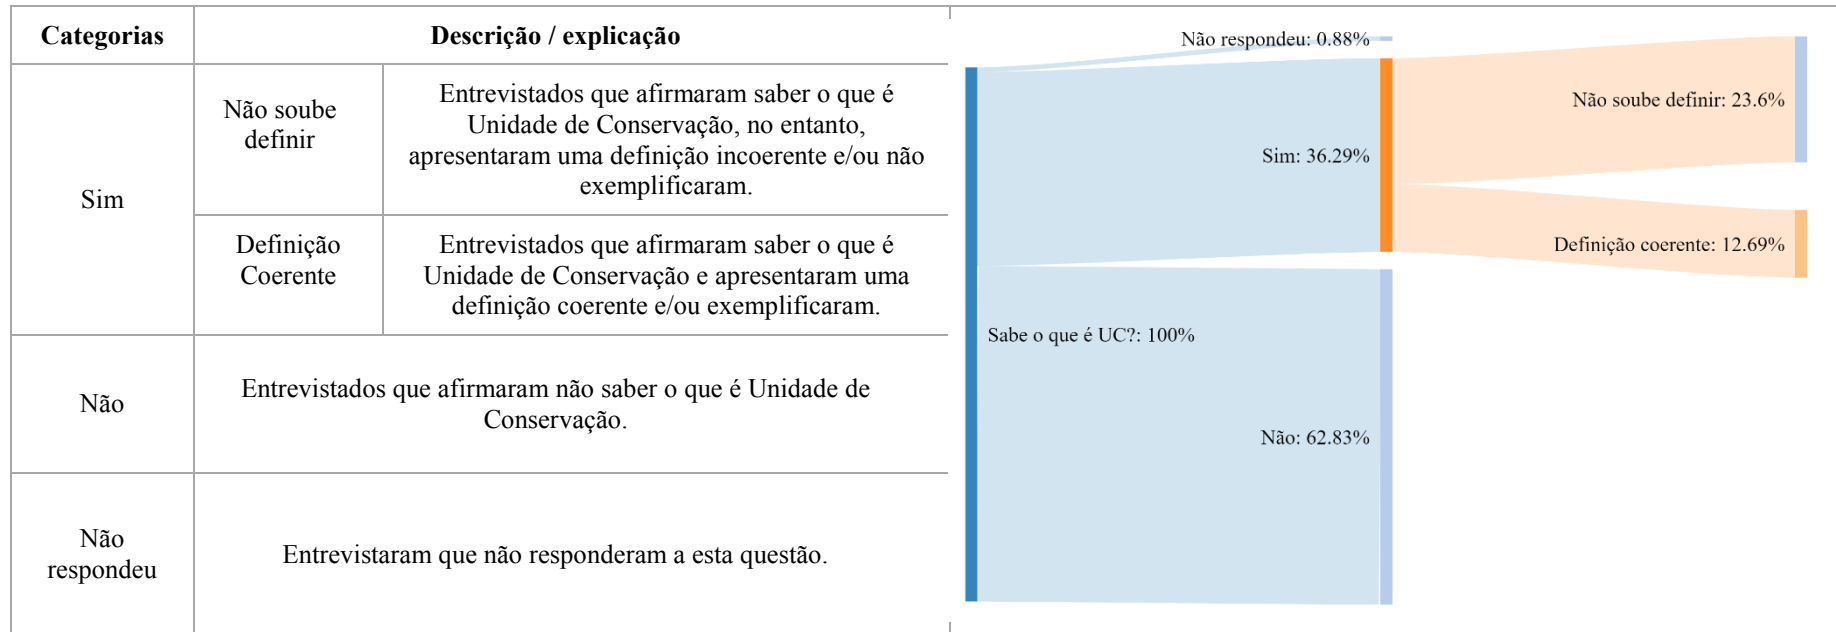 Categorias
Descrição / explicação
Sim
Não soube
definir
Entrevistados que afirmaram saber o que é
Unidade de Conservação, no entanto,
apresentaram uma definição incoerente e/ou não
exemplificaram.
Definição
Coerente
Entrevistados que afirmaram saber o que é
Unidade de Conservação e apresentaram uma
definição coerente e/ou exemplificaram.
Não
Entrevistados que afirmaram não saber o que é Unidade de
Conservação.
Não
respondeu
Entrevistaram que não responderam a esta questão.
Não respondeu: 0.88%
Não soube definir: 23.6%
Sim: 36.29%
Definição coerente: 12.69%
Sabe o que é UC?: 100%
Não: 62.83%